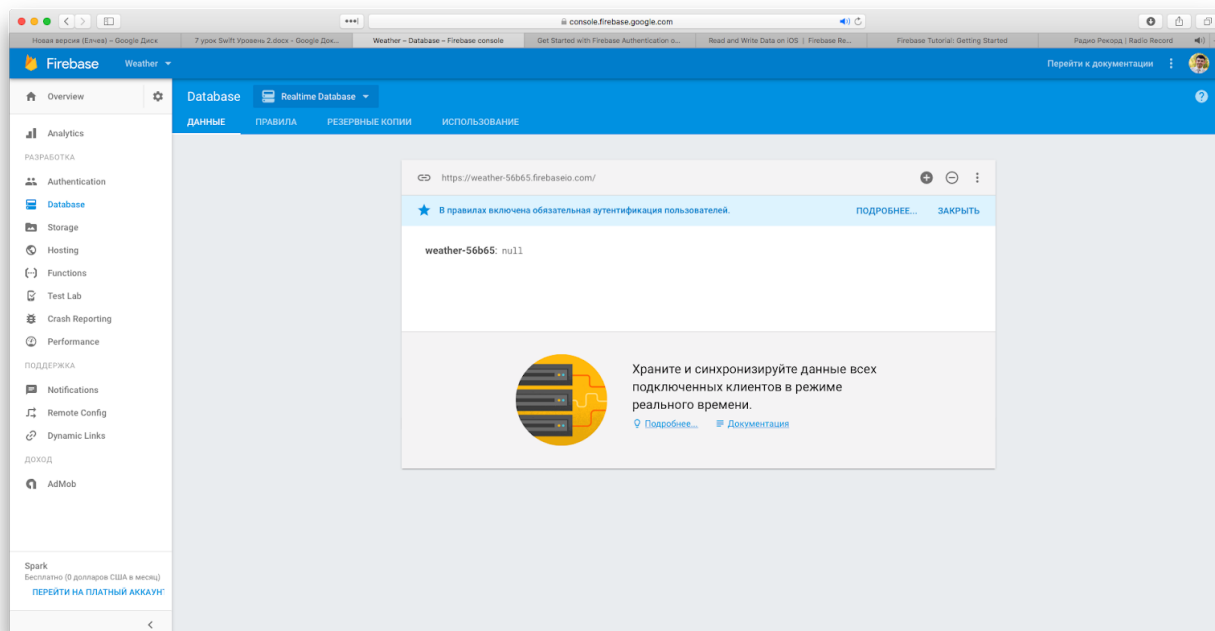 console.firebase.google.com
Новая версия (Елчев) – Google Диск
7 урок Swift Уровень 2.docx - Google Док...
Weather – Database – Firebase console
Get Started with Firebase Authentication o...
Read and Write Data on iOS | Firebase Re...
Firebase Tutorial: Getting Started
Радио Рекорд | Radio Record
Firebase
Weather
Перейти к документации
Overview
Database
Realtime Database
ДАННЫЕ
ПРАВИЛА
РЕЗЕРВНЫЕ КОПИИ
ИСПОЛЬЗОВАНИЕ
Analytics
РАЗРАБОТКА
Authentication
Database
Storage
Hosting
Functions
Test Lab
Crash Reporting
Performance
ПОДДЕРЖКА
Notifications
Remote Config
Dynamic Links
ДОХОД
AdMob
Spark
Бесплатно (0 долларов США в месяц)
ПЕРЕЙТИ НА ПЛАТНЫЙ АККАУНТ
https://weather-56b65.firebaseio.com/
В правилах включена обязательная аутентификация пользователей.
ПОДРОБНЕЕ...
ЗАКРЫТЬ
weather-56b65: null
Храните и синхронизируйте данные всех
подключенных клиентов в режиме
реального времени.
Подробнее...
Документация